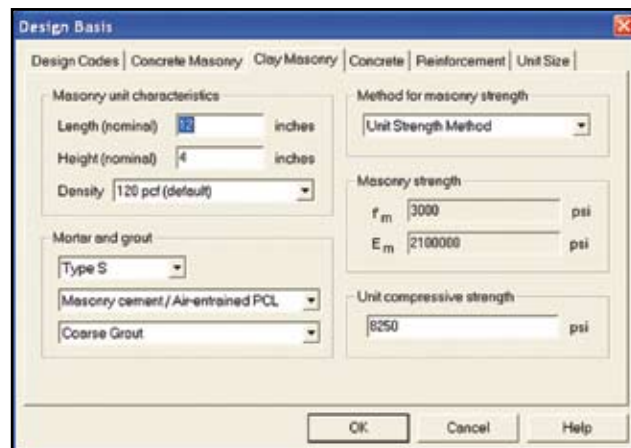 Design Basis
Design Codes Concrete Masonry Clay Masonry Concrete Reinforcement Unit Size
Masonry unit characteristics
Length (nominal) 12 inches
Height (nominal) 4 inches
Density 120 pcf (default)
Mortar and grout
Type S
Masonry cement / Air-entrained PCL
Coarse Grout
Method for masonry strength
Unit Strength Method
Masonry strength
f'm 3000 psi
Em 2100000 psi
Unit compressive strength
8250 psi
OK Cancel Help